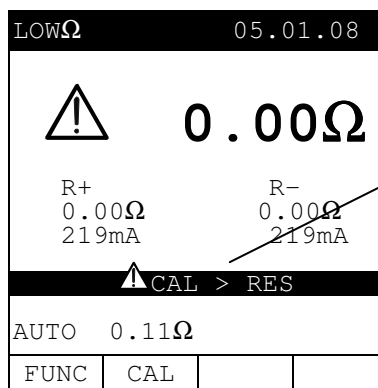 LOWΩ 05.01.08
0.00Ω
R+ R-
0.00Ω 0.00Ω
219mA 219mA
CAL > RES
AUTO 0.11Ω
FUNC CAL